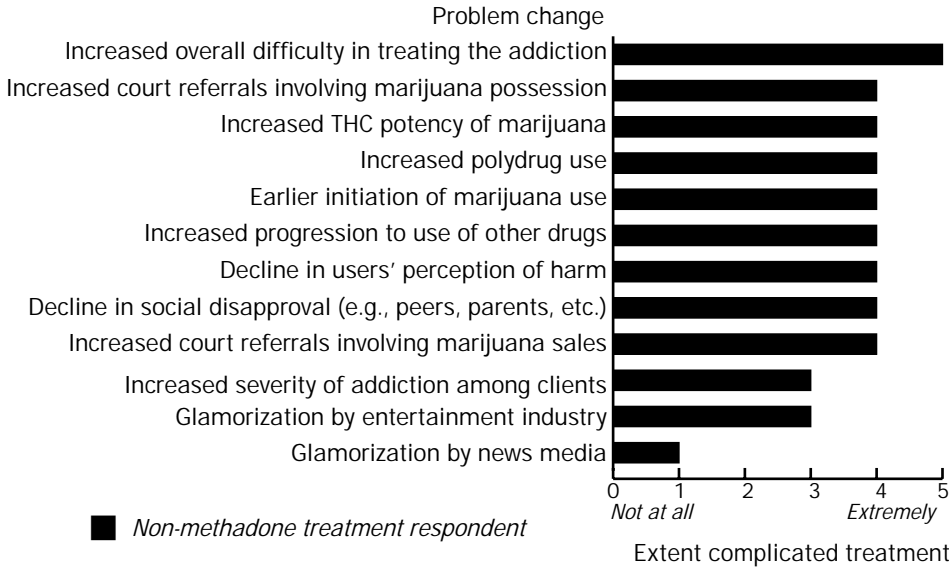 Problem change
Increased overall difficulty in treating the addiction
Increased court referrals involving marijuana possession
Increased THC potency of marijuana
Increased polydrug use
Earlier initiation of marijuana use
Increased progression to use of other drugs
Decline in users' perception of harm
Decline in social disapproval (e.g., peers, parents, etc.)
Increased court referrals involving marijuana sales
Increased severity of addiction among clients
Glamorization by entertainment industry
Glamorization by news media
0 1 2 3 4 5
Not at all Extremely
Non-methadone treatment respondent
Extent complicated treatment